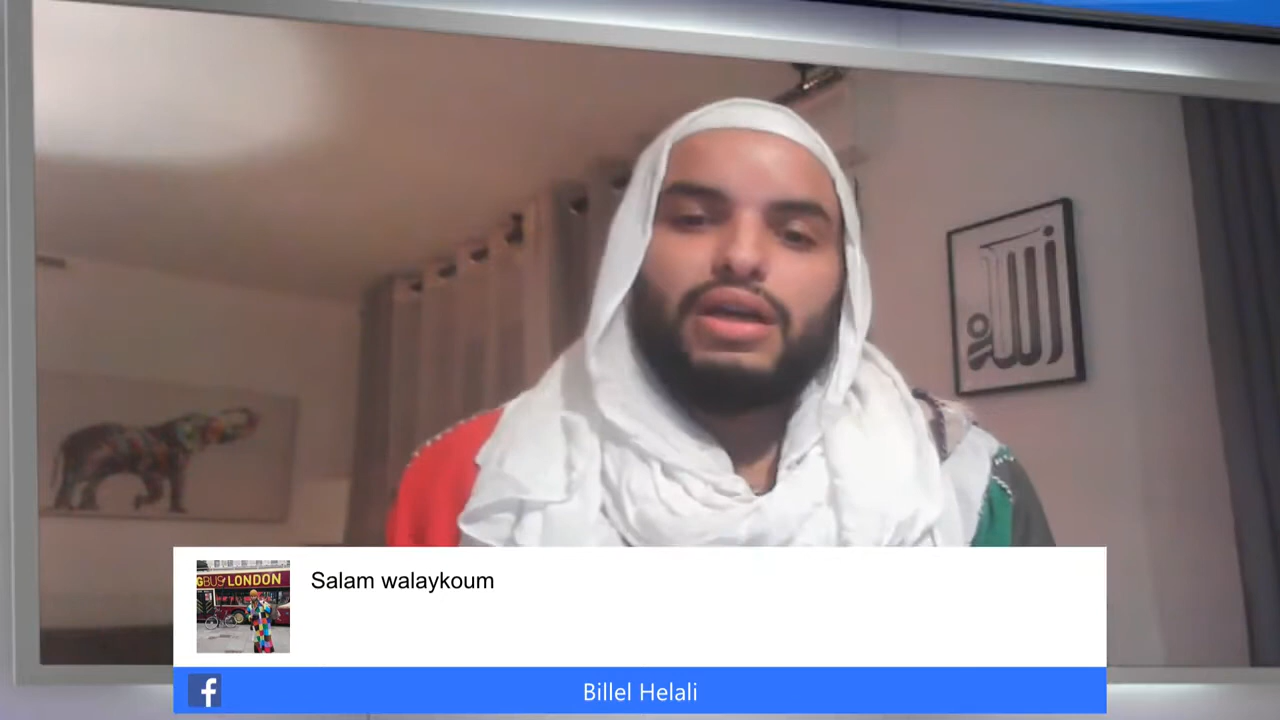 الله
GBUS LONDON
Salam walaykoum
f
Billel Helali